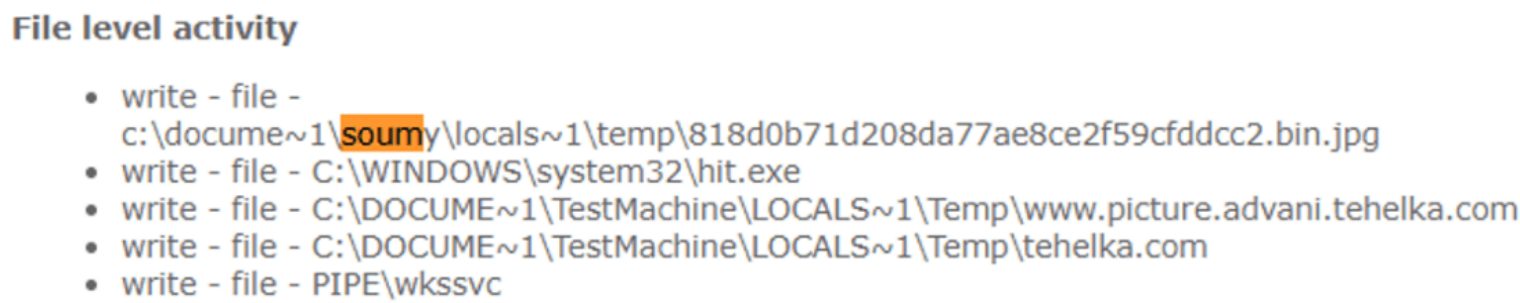 File level activity
• write - file -
c:\docume~1\soumy\locals~1\temp\818d0b71d208da77ae8ce2f59cfddcc2.bin.jpg
• write - file - C:\WINDOWS\system32\hit.exe
• write - file - C:\DOCUME~1\TestMachine\LOCALS~1\Temp\www.picture.advani.tehelka.com
• write - file - C:\DOCUME~1\TestMachine\LOCALS~1\Temp\tehelka.com
• write - file - PIPE\wkssvc